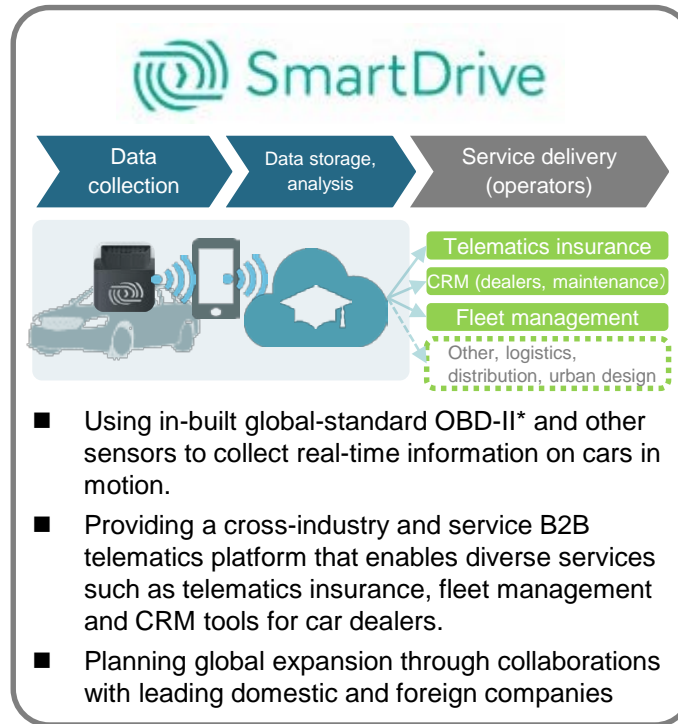 SmartDrive
Data
collection
Data storage,
analysis
Service delivery
(operators)
Telematics insurance
CRM (dealers, maintenance)
Fleet management
Other, logistics,
distribution, urban design
■ Using in-built global-standard OBD-II* and other
sensors to collect real-time information on cars in
motion.
■ Providing a cross-industry and service B2B
telematics platform that enables diverse services
such as telematics insurance, fleet management
and CRM tools for car dealers.
■ Planning global expansion through collaborations
with leading domestic and foreign companies